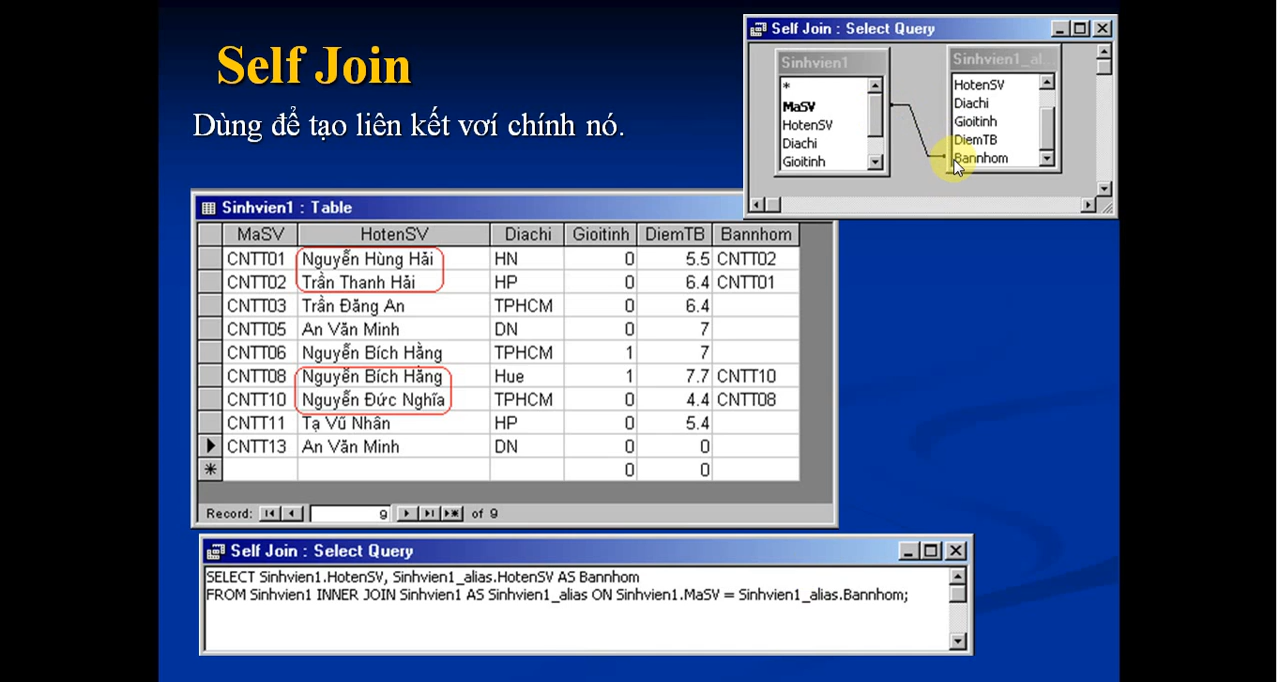 Self Join
Dùng để tạo liên kết vơí chính nó.
Self Join : Select Query
Sinhvien1
*
MaSV
HotenSV
Diachi
Gioitinh
Sinhvien1_al...
HotenSV
Diachi
Gioitinh
DiemTB
Bannhom
Sinhvien1 : Table
MaSV HotenSV Diachi Gioitinh DiemTB Bannhom
CNTT01 Nguyễn Hùng Hải HN 0 5.5 CNTT02
CNTT02 Trần Thanh Hải HP 0 6.4 CNTT01
CNTT03 Trần Đăng An TPHCM 0 6.4
CNTT05 An Văn Minh DN 0 7
CNTT06 Nguyễn Bích Hằng TPHCM 1 7
CNTT08 Nguyễn Bích Hằng Hue 1 7.7 CNTT10
CNTT10 Nguyễn Đức Nghĩa TPHCM 0 4.4 CNTT08
CNTT11 Tạ Vũ Nhân HP 0 5.4
CNTT13 An Văn Minh DN 0 0
0 0
Record: 9 of 9
Self Join : Select Query
SELECT Sinhvien1.HotenSV, Sinhvien1_alias.HotenSV AS Bannhom
FROM Sinhvien1 INNER JOIN Sinhvien1 AS Sinhvien1_alias ON Sinhvien1.MaSV = Sinhvien1_alias.Bannhom;